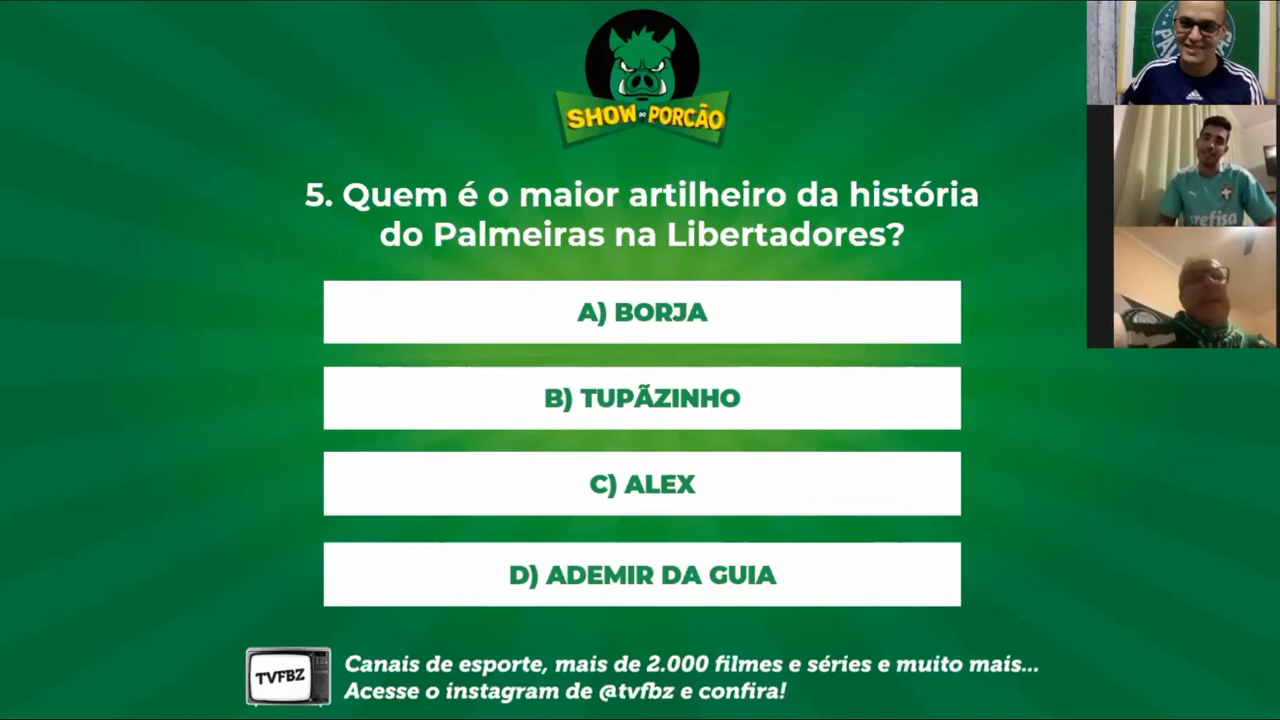 SHOW DO PORCÃO
5. Quem é o maior artilheiro da história
do Palmeiras na Libertadores?
A) BORJA
B) TUPÃZINHO
C) ALEX
D) ADEMIR DA GUIA
TVFBZ
Canais de esporte, mais de 2.000 filmes e séries e muito mais...
Acesse o instagram de @tvfbz e confira!